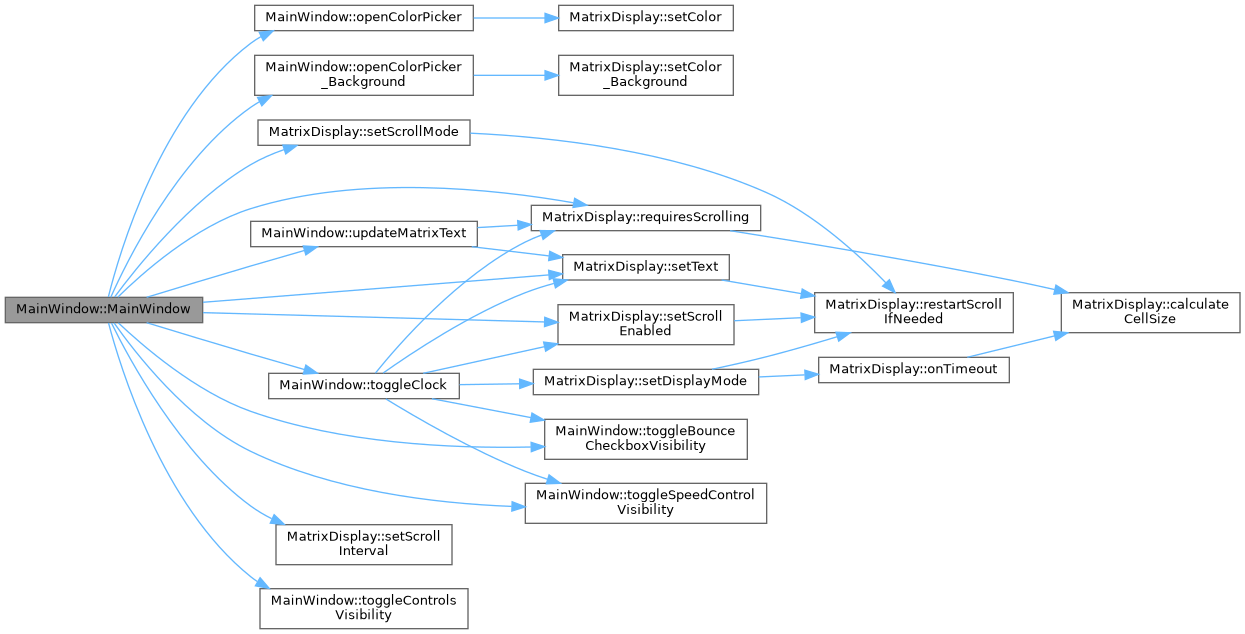 MainWindow::MainWindow
MainWindow::openColorPicker
MatrixDisplay::setColor
MainWindow::openColorPicker
_Background
MatrixDisplay::setColor
_Background
MatrixDisplay::setScrollMode
MatrixDisplay::requiresScrolling
MainWindow::updateMatrixText
MatrixDisplay::setText
MatrixDisplay::setScroll
Enabled
MatrixDisplay::restartScroll
IfNeeded
MatrixDisplay::calculate
CellSize
MainWindow::toggleClock
MatrixDisplay::setDisplayMode
MatrixDisplay::onTimeout
MainWindow::toggleBounce
CheckboxVisibility
MainWindow::toggleSpeedControl
Visibility
MatrixDisplay::setScroll
Interval
MainWindow::toggleControls
Visibility